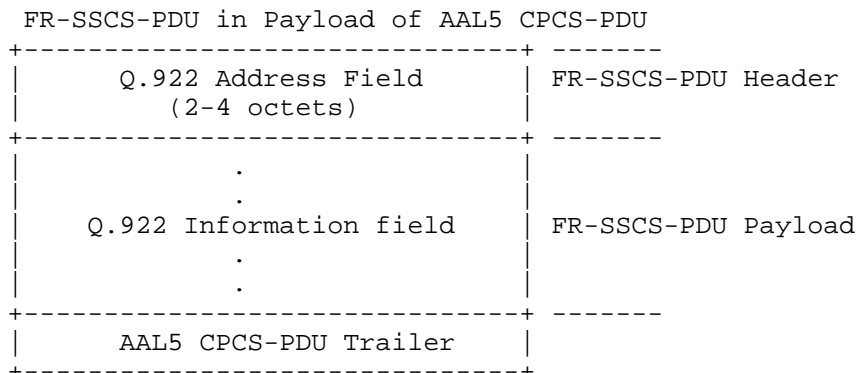 FR-SSCS-PDU in Payload of AAL5 CPCS-PDU
+-------------------------------+ -------
|       Q.922 Address Field      | FR-SSCS-PDU Header
|          (2-4 octets)          |
+-------------------------------+ -------
|              .                 |
|              .                 |
|     Q.922 Information field    | FR-SSCS-PDU Payload
|              .                 |
|              .                 |
+-------------------------------+ -------
|       AAL5 CPCS-PDU Trailer    |
+-------------------------------+